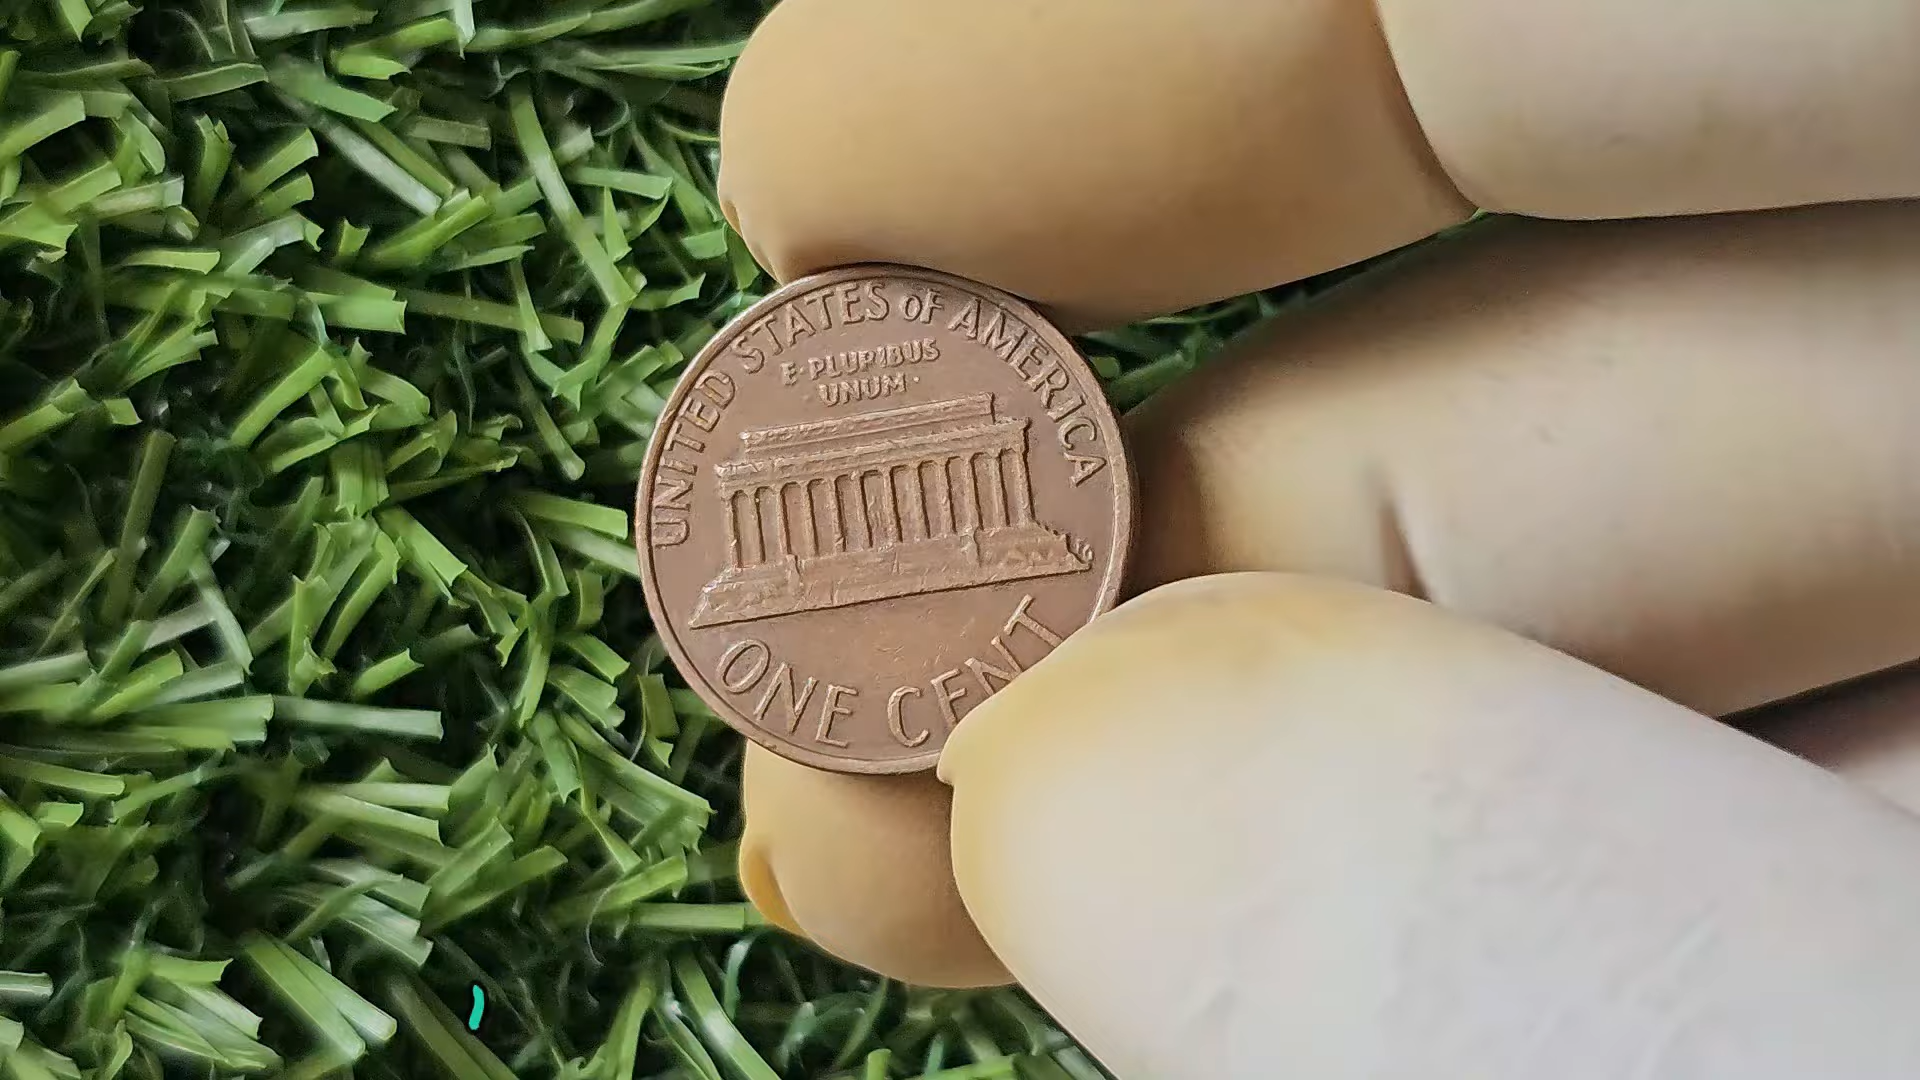 UNITED STATES OF AMERICA
E·PLURIBUS
·UNUM·
ONE CENT